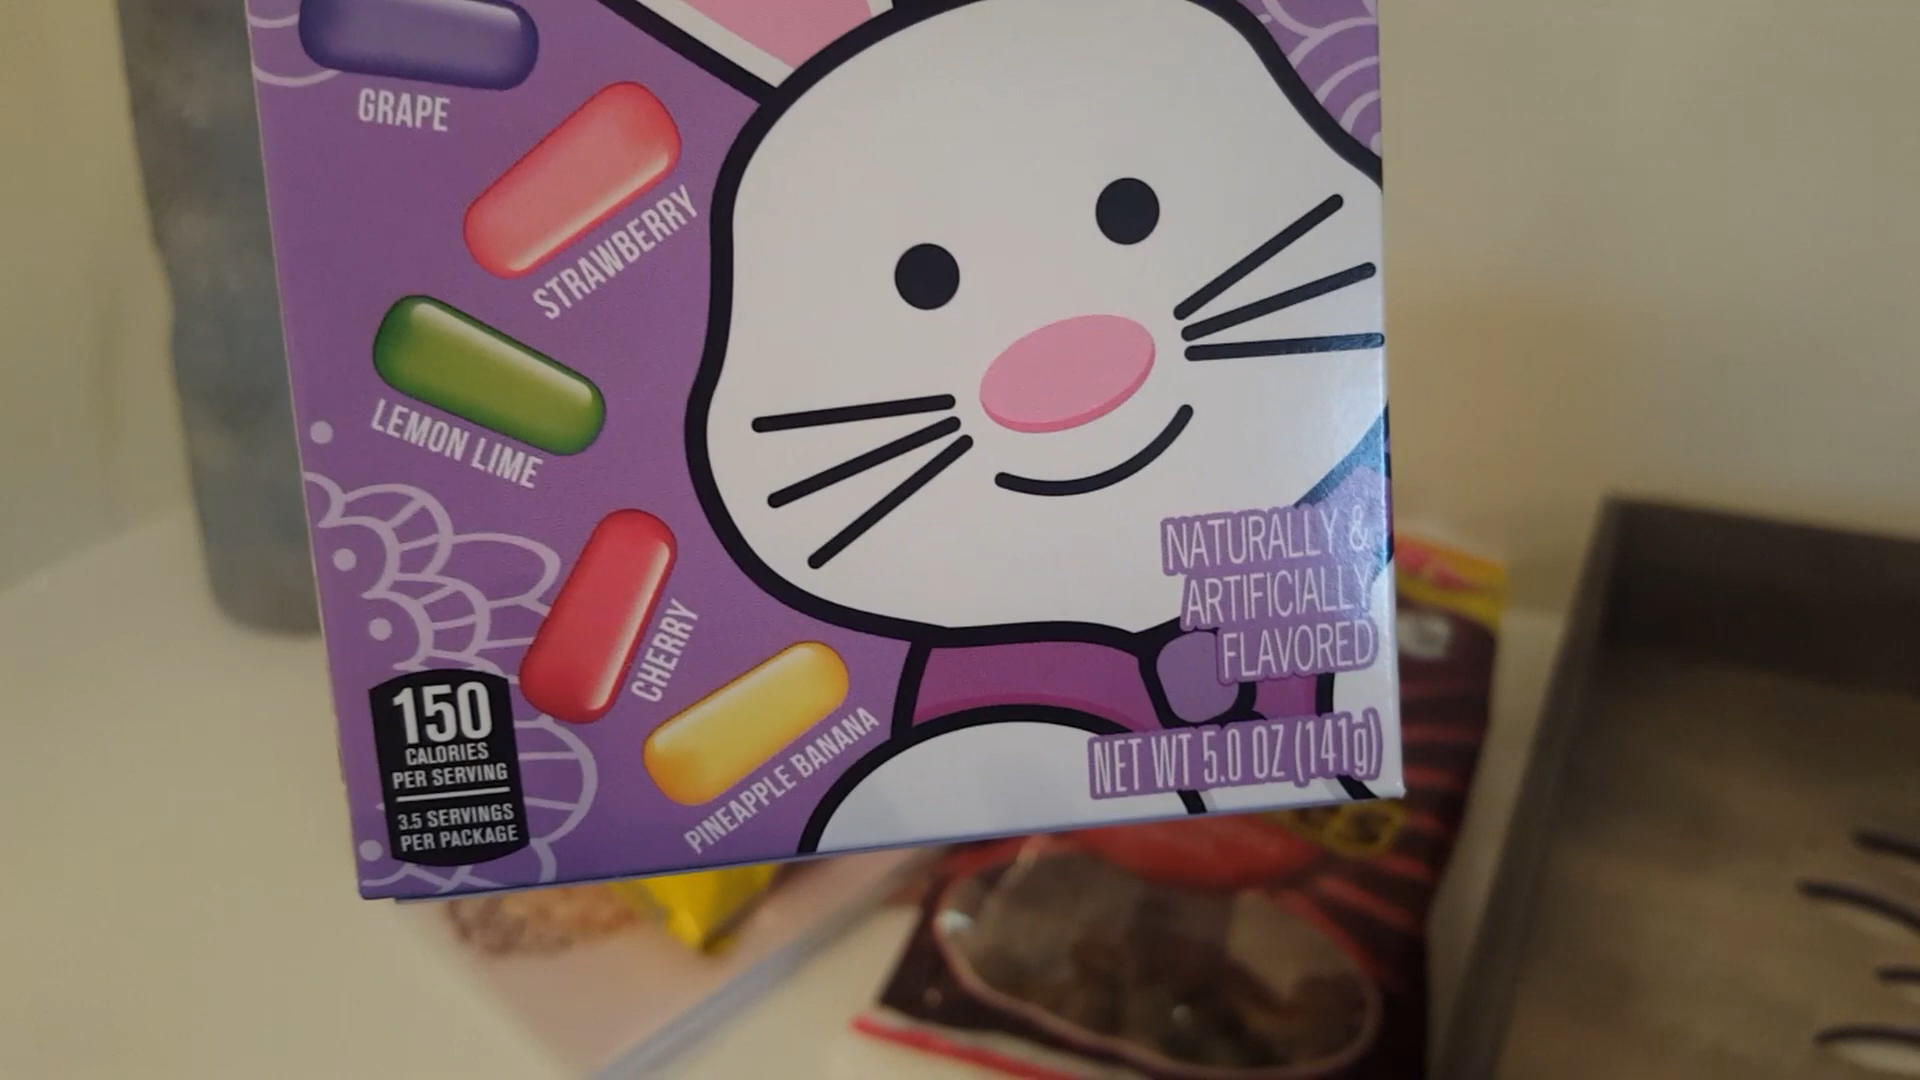 GRAPE
STRAWBERRY
LEMON LIME
CHERRY
PINEAPPLE BANANA
150
CALORIES
PER SERVING
3.5 SERVINGS
PER PACKAGE
NATURALLY &
ARTIFICIALLY
FLAVORED
NET WT 5.0 OZ (141g)